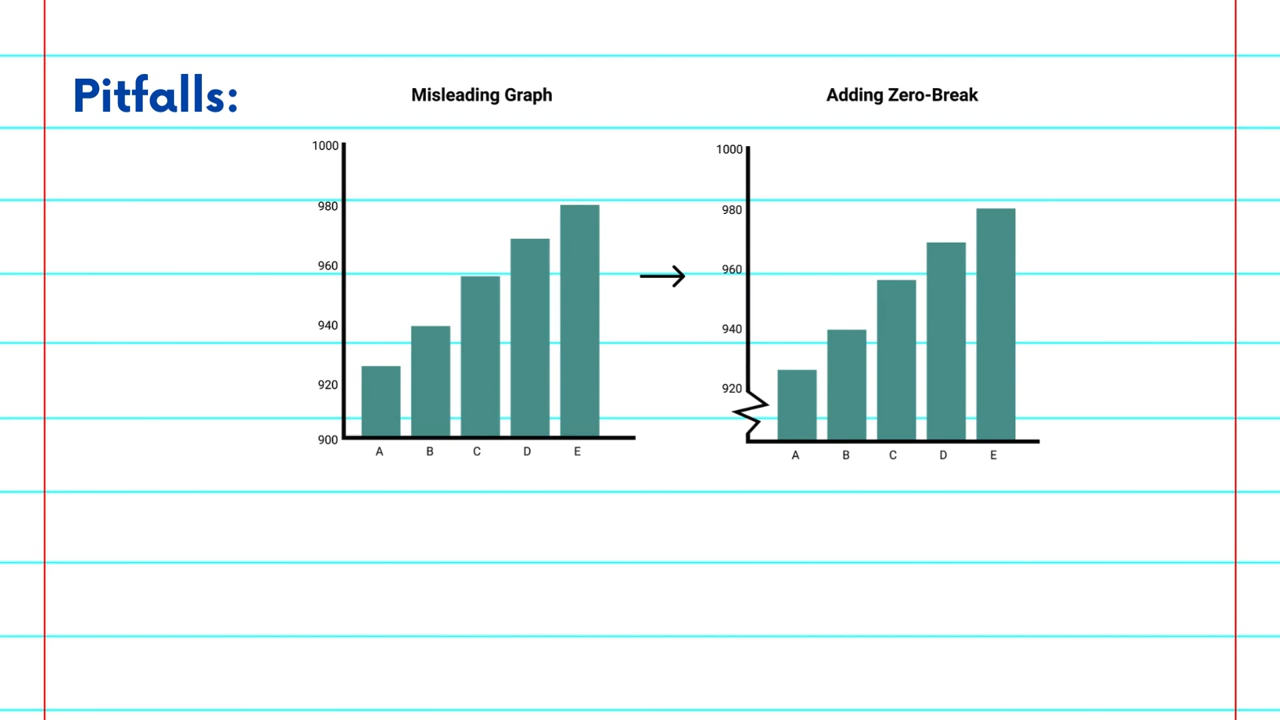 Pitfalls:
Misleading Graph
1000
980
960
940
920
900
A B C D E
Adding Zero-Break
1000
980
960
940
920
A B C D E